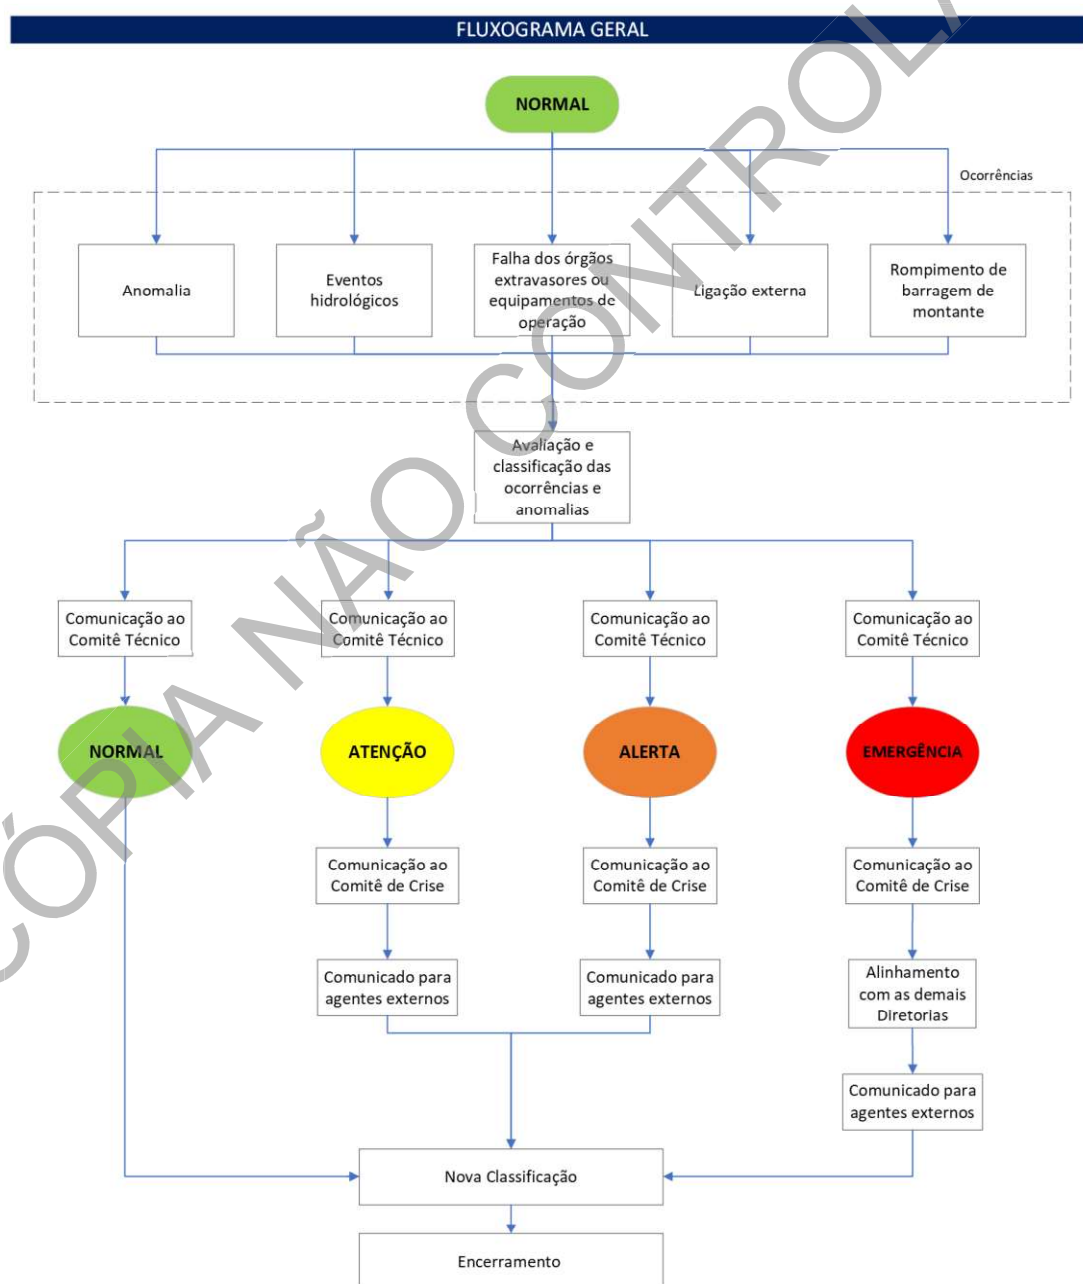 FLUXOGRAMA GERAL
NORMAL
Ocorrências
Anomalia
Eventos
hidrológicos
Falha dos órgãos
extravasores ou
equipamentos de
operação
Ligação externa
Rompimento de
barragem de
montante
Avaliação e
classificação das
ocorrências e
anomalias
Comunicação ao
Comitê Técnico
Comunicação ao
Comitê Técnico
Comunicação ao
Comitê Técnico
Comunicação ao
Comitê Técnico
NORMAL
ATENÇÃO
ALERTA
EMERGÊNCIA
Comunicação ao
Comitê de Crise
Comunicação ao
Comitê de Crise
Comunicação ao
Comitê de Crise
Comunicado para
agentes externos
Comunicado para
agentes externos
Alinhamento
com as demais
Diretorias
Comunicado para
agentes externos
Nova Classificação
Encerramento
CÓPIA NÃO CONTROL